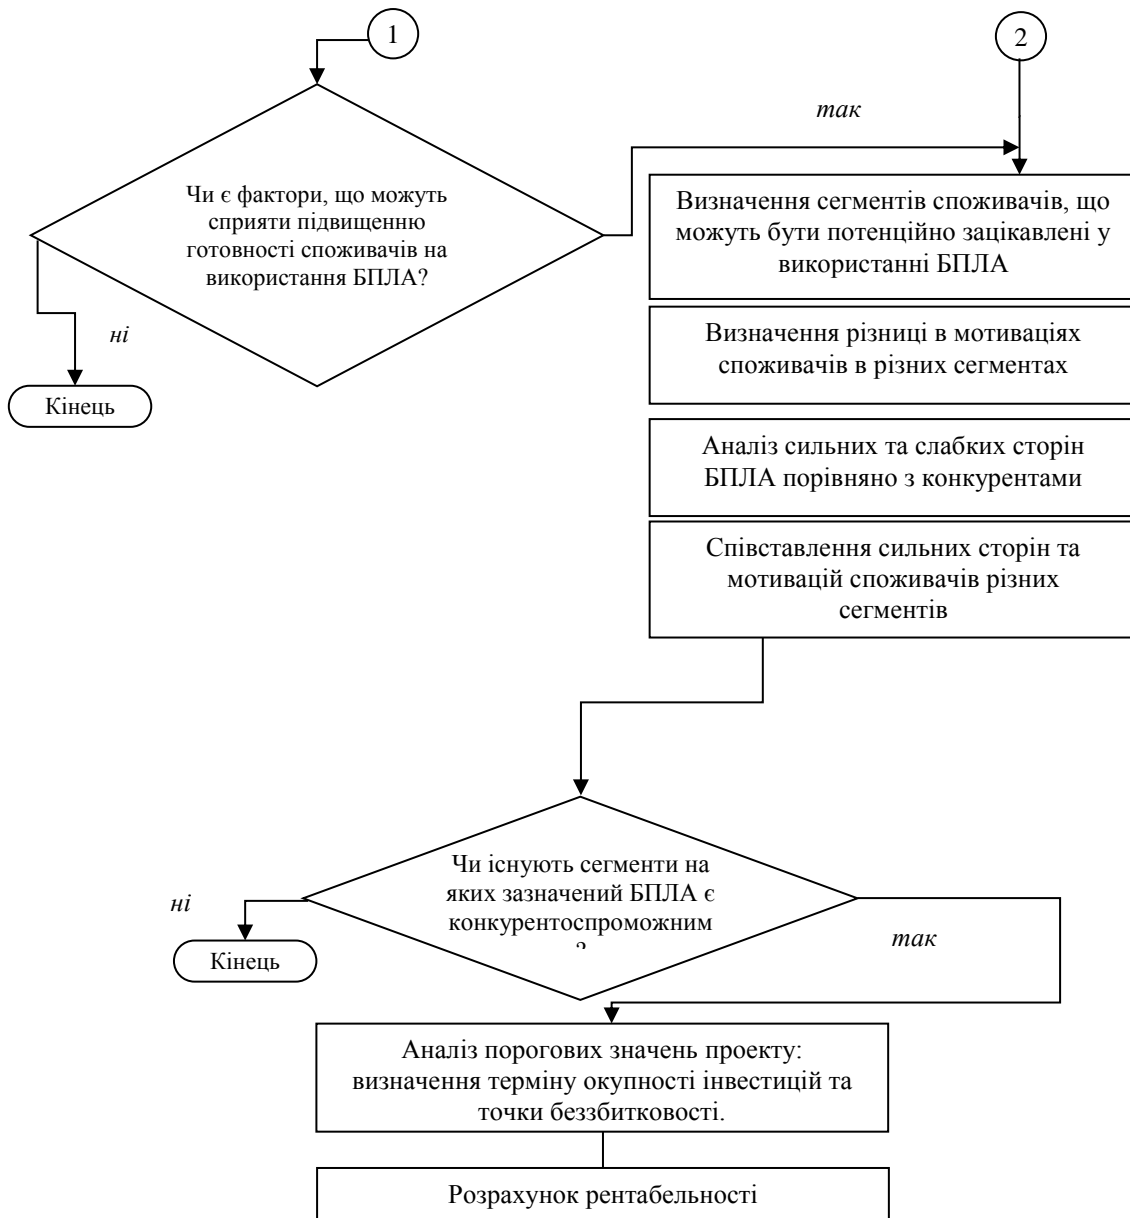 1
2
так
Чи є фактори, що можуть
сприяти підвищенню
готовності споживачів на
використання БПЛА?
ні
Кінець
Визначення сегментів споживачів, що
можуть бути потенційно зацікавлені у
використанні БПЛА
Визначення різниці в мотиваціях
споживачів в різних сегментах
Аналіз сильних та слабких сторін
БПЛА порівняно з конкурентами
Співставлення сильних сторін та
мотивацій споживачів різних
сегментів
Чи існують сегменти на
яких зазначений БПЛА є
конкурентоспроможним
?
ні
Кінець
так
Аналіз порогових значень проекту:
визначення терміну окупності інвестицій та
точки беззбитковості.
Розрахунок рентабельності